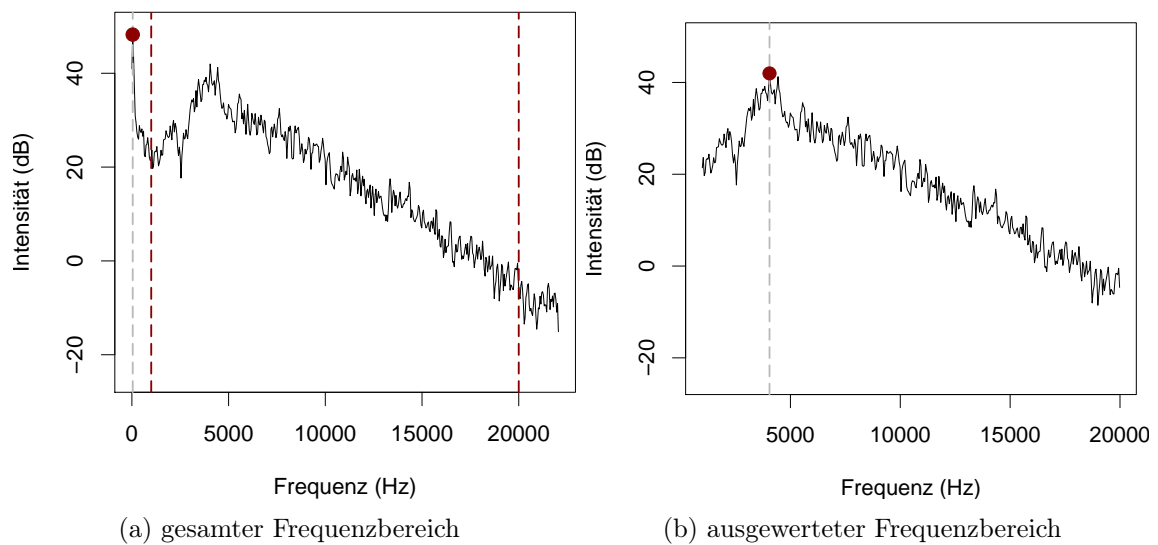 Intensität (dB)
40
20
0
−20
0 5000 10000 15000 20000
Frequenz (Hz)
(a) gesamter Frequenzbereich
Intensität (dB)
40
20
0
−20
5000 10000 15000 20000
Frequenz (Hz)
(b) ausgewerteter Frequenzbereich